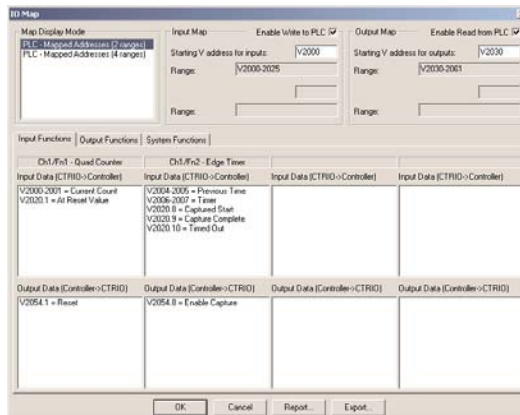 IO Map
Map Display Mode
PLC - Mapped Addresses (2 ranges)
PLC - Mapped Addresses (4 ranges)
Input Map
Enable Write to PLC
Starting V address for inputs:
V2000
Range:
V2000-2025
Range:
Output Map
Enable Read from PLC
Starting V address for outputs:
V2030
Range:
V2030-2061
Range:
Input Functions
Output Functions
System Functions
Ch1/Fn1 - Quad Counter
Ch1/Fn2 - Edge Timer
Input Data (CTRIO->Controller)
Input Data (CTRIO->Controller)
Input Data (CTRIO->Controller)
Input Data (CTRIO->Controller)
V2000-2001 = Current Count
V2020.1 = At Reset Value
V2004-2005 = Previous Time
V2006-2007 = Timer
V2020.8 = Captured Start
V2020.9 = Capture Complete
V2020.10 = Timed Out
Output Data (Controller->CTRIO)
Output Data (Controller->CTRIO)
Output Data (Controller->CTRIO)
Output Data (Controller->CTRIO)
V2054.1 = Reset
V2054.8 = Enable Capture
OK
Cancel
Report...
Export...